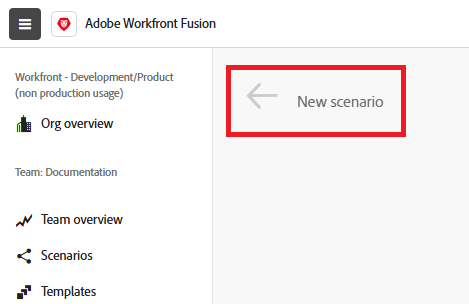 Adobe Workfront Fusion
Workfront - Development/Product
(non production usage)
Org overview
Team: Documentation
Team overview
Scenarios
Templates
New scenario